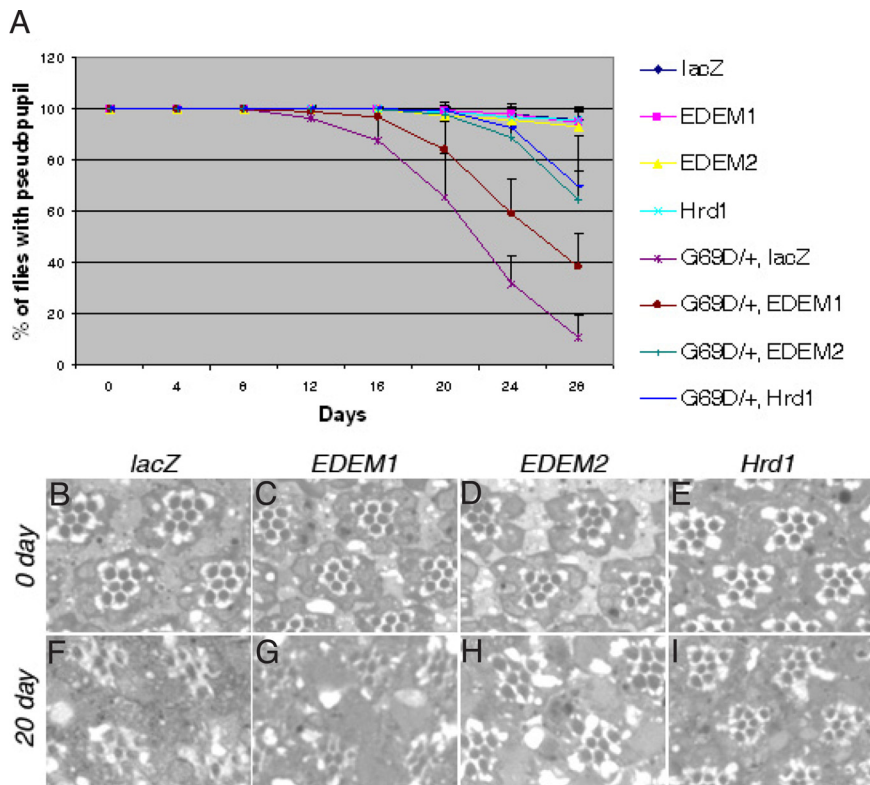 A
% of flies with pseudopupil
120
100
80
60
40
20
0
0 4 8 12 16 20 24 28
Days
lacZ
EDEM1
EDEM2
Hrd1
G69D/+, lacZ
G69D/+, EDEM1
G69D/+, EDEM2
G69D/+, Hrd1
lacZ EDEM1 EDEM2 Hrd1
0 day
B C D E
20 day
F G H I